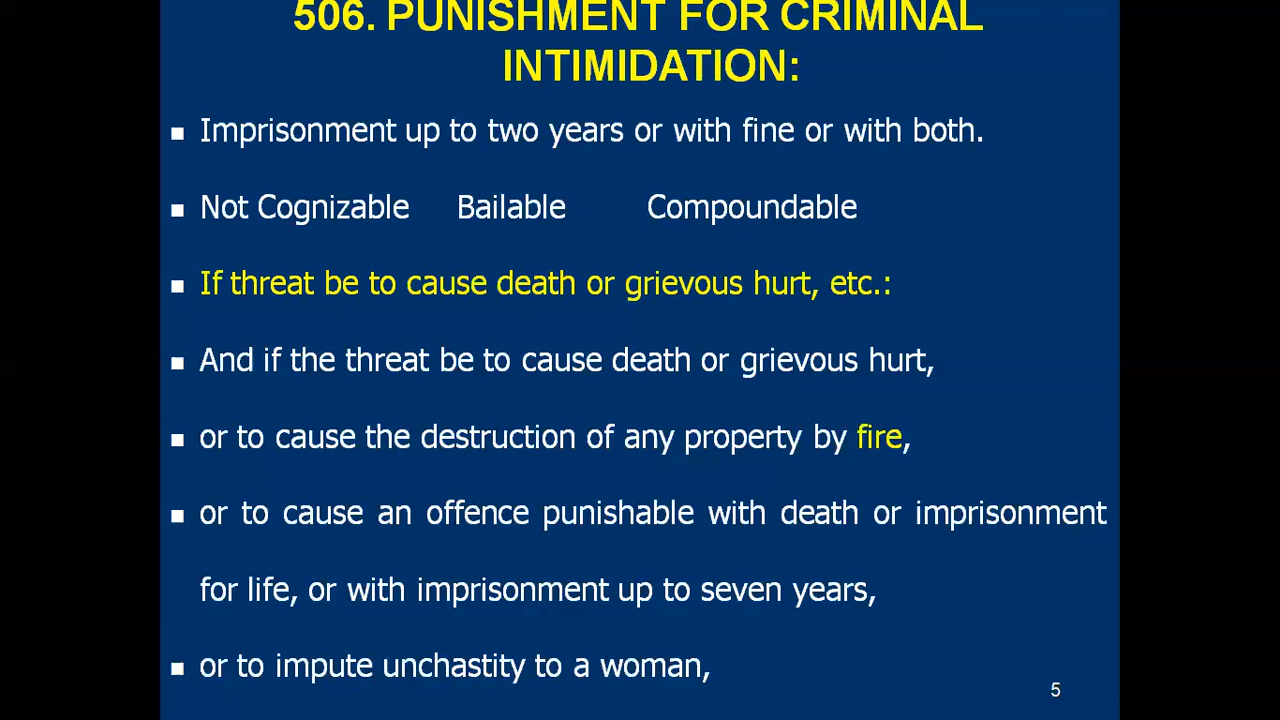 506. PUNISHMENT FOR CRIMINAL
INTIMIDATION:
▪ Imprisonment up to two years or with fine or with both.
▪ Not Cognizable Bailable Compoundable
▪ If threat be to cause death or grievous hurt, etc.:
▪ And if the threat be to cause death or grievous hurt,
▪ or to cause the destruction of any property by fire,
▪ or to cause an offence punishable with death or imprisonment
for life, or with imprisonment up to seven years,
▪ or to impute unchastity to a woman,
5